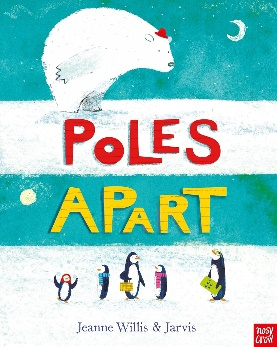 POLES
APART
Jeanne Willis & Jarvis
nosy
crow